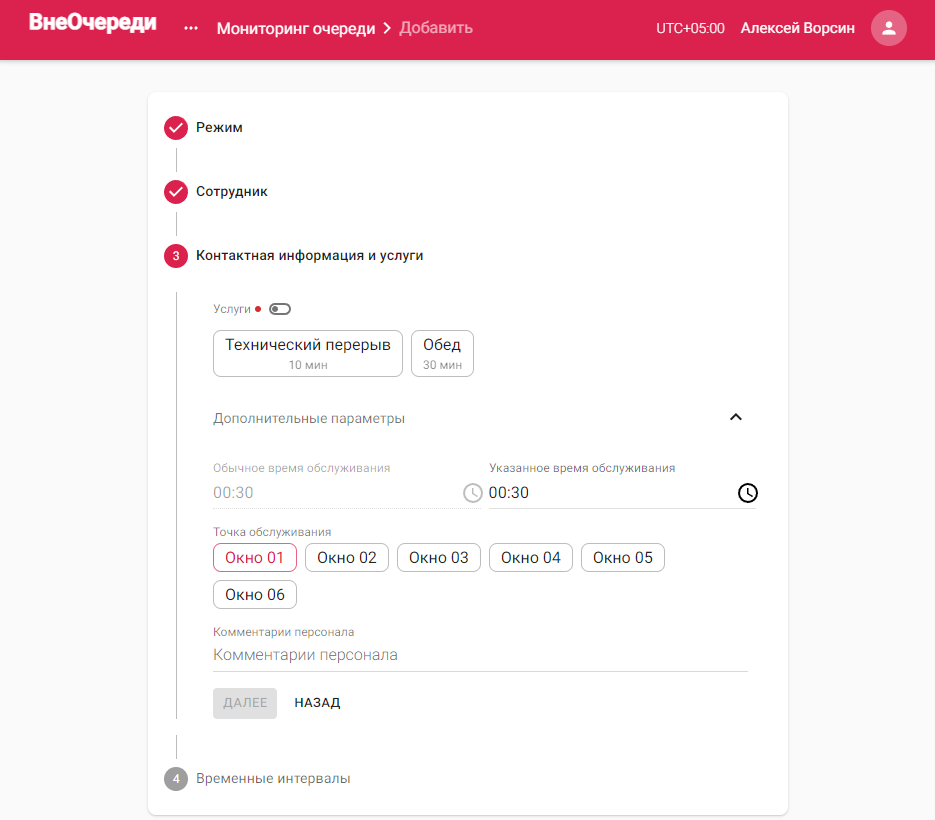 ВнеОчереди ... Мониторинг очереди > Добавить UTC+05:00 Алексей Ворсин
Режим
Сотрудник
3 Контактная информация и услуги
Услуги
Технический перерыв Обед
10 мин 30 мин
Дополнительные параметры
Обычное время обслуживания Указанное время обслуживания
00:30 00:30
Точка обслуживания
Окно 01 Окно 02 Окно 03 Окно 04 Окно 05
Окно 06
Комментарии персонала
Комментарии персонала
ДАЛЕЕ НАЗАД
4 Временные интервалы